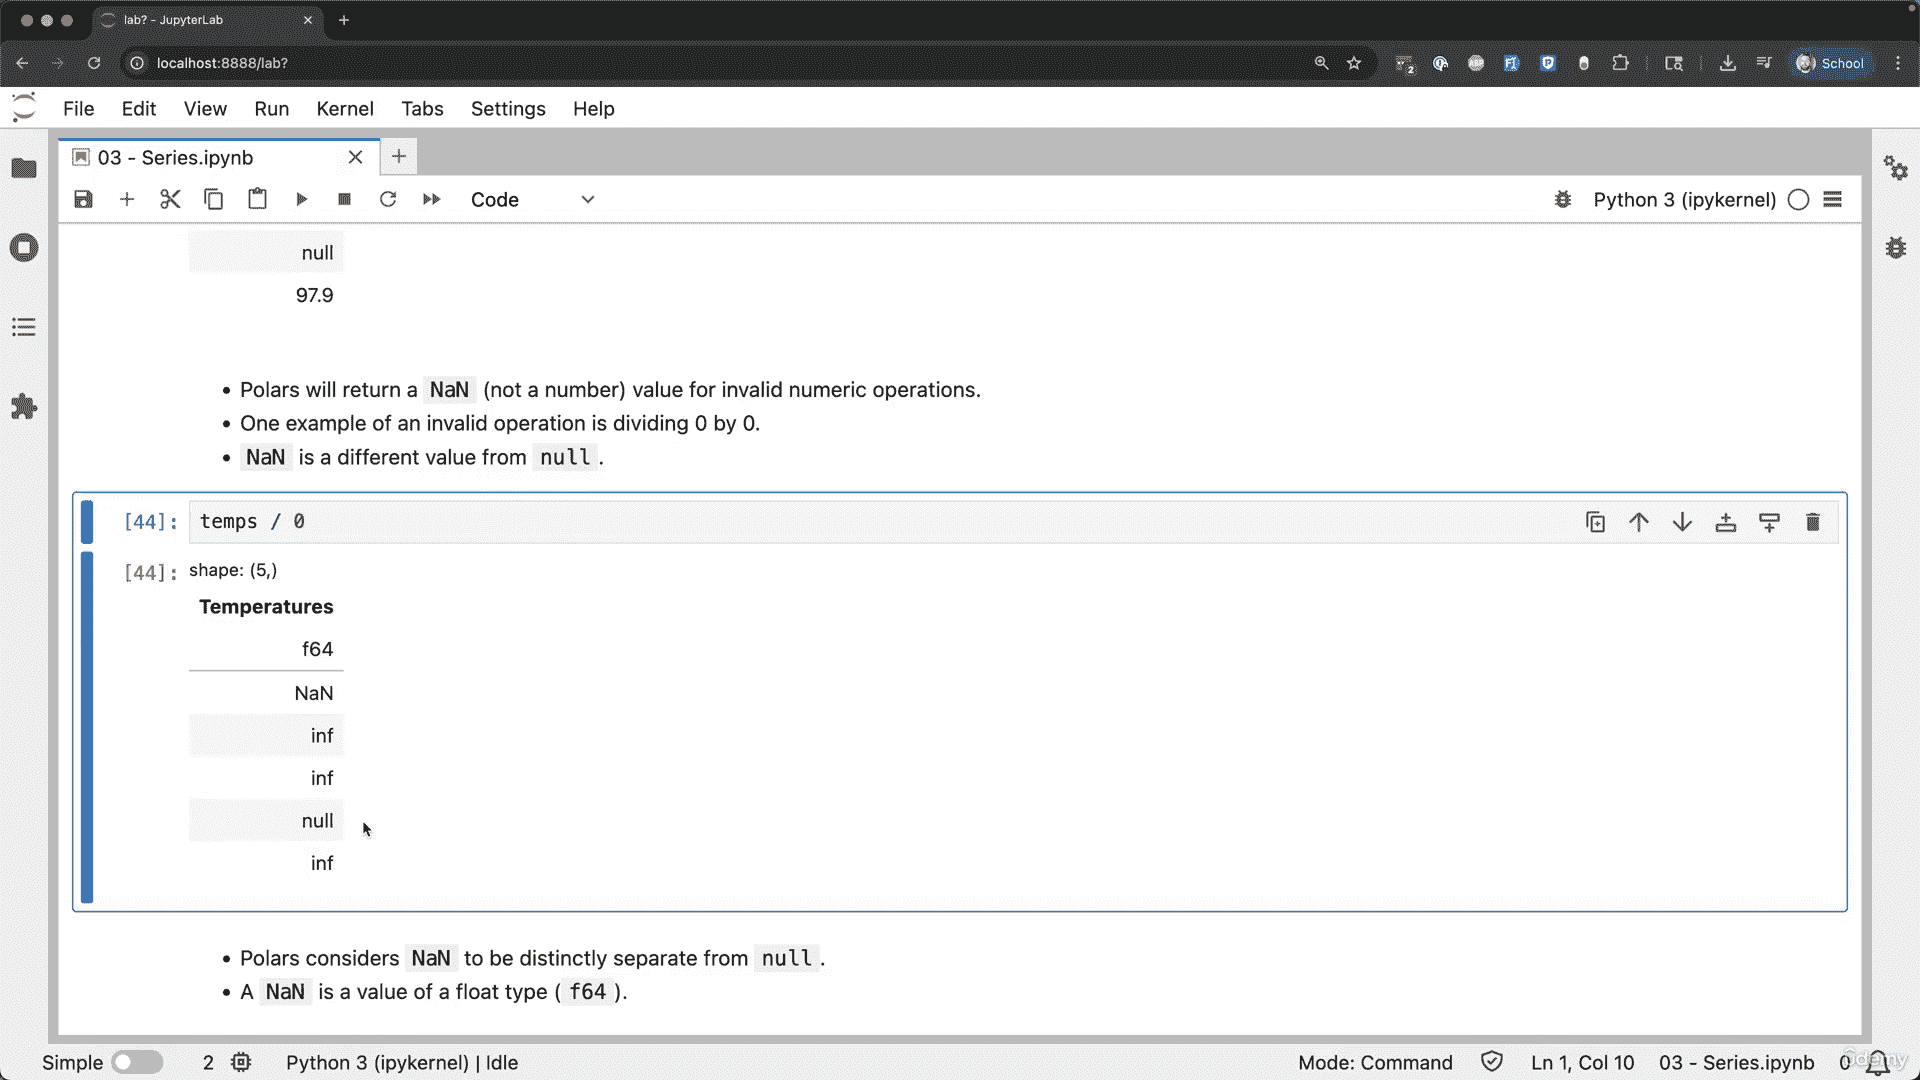 lab? - JupyterLab
localhost:8888/lab?
2
ABP
School
File Edit View Run Kernel Tabs Settings Help
03 - Series.ipynb
Code
Python 3 (ipykernel)
null
97.9
• Polars will return a NaN (not a number) value for invalid numeric operations.
• One example of an invalid operation is dividing 0 by 0.
• NaN is a different value from null.
[44]: temps / 0
[44]: shape: (5,)
Temperatures
f64
NaN
inf
inf
null
inf
• Polars considers NaN to be distinctly separate from null.
• A NaN is a value of a float type (f64).
Simple 2 Python 3 (ipykernel) | Idle Mode: Command Ln 1, Col 10 03 - Series.ipynb 0
Udemy